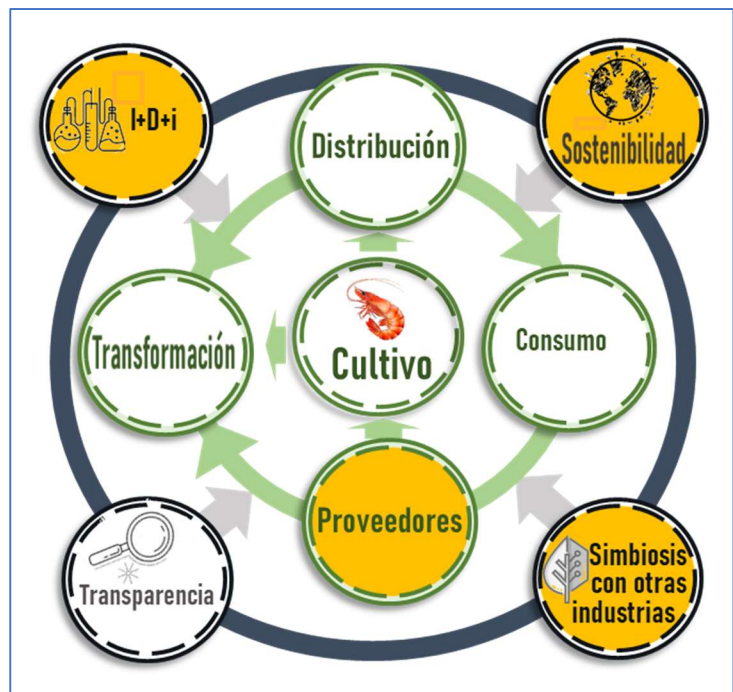 I+D+i
Sostenibilidad
Distribución
Transformación
Cultivo
Consumo
Proveedores
Transparencia
Simbiosis
con otras
industrias